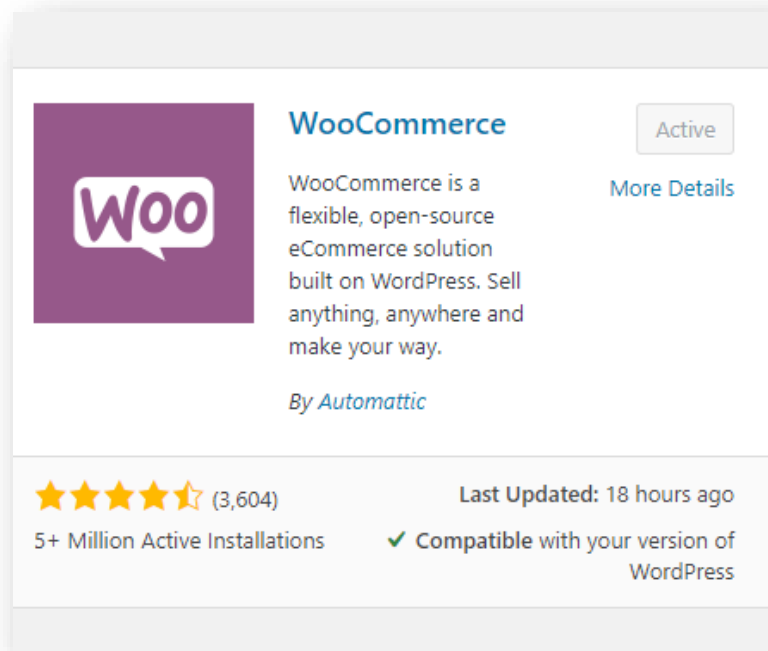 Woo
WooCommerce
Active
More Details
WooCommerce is a
flexible, open-source
eCommerce solution
built on WordPress. Sell
anything, anywhere and
make your way.
By Automattic
(3,604)
5+ Million Active Installations
Last Updated: 18 hours ago
✔ Compatible with your version of
WordPress